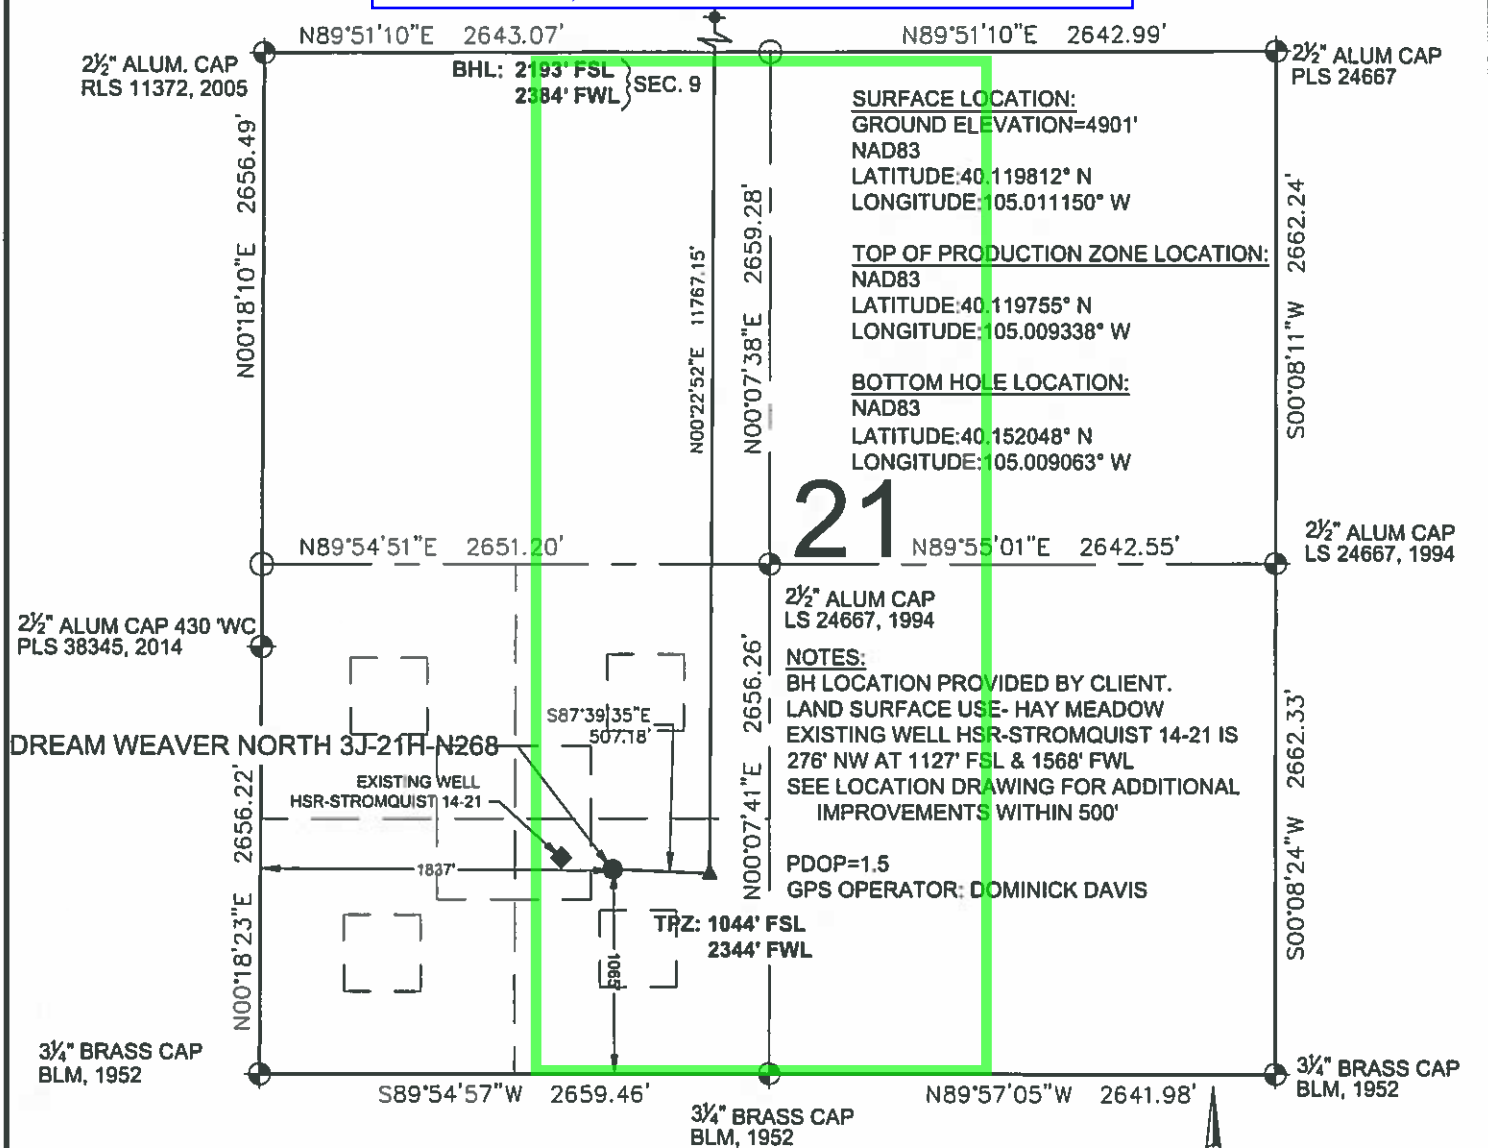 N89°51'10"E 2643.07'
N89°51'10"E 2642.99'
2½" ALUM. CAP
RLS 11372, 2005
BHL: 2193' FSL
2384' FWL
SEC. 9
2½" ALUM CAP
PLS 24667
SURFACE LOCATION:
GROUND ELEVATION=4901'
NAD83
LATITUDE:40.119812° N
LONGITUDE:105.011150° W
TOP OF PRODUCTION ZONE LOCATION:
NAD83
LATITUDE:40.119755° N
LONGITUDE:105.009338° W
BOTTOM HOLE LOCATION:
NAD83
LATITUDE:40.152048° N
LONGITUDE:105.009063° W
N00°18'10"E 2656.49'
N00°22'52"E 11767.15'
N00°07'38"E 2659.28'
S00°08'11"W 2662.24'
21
N89°54'51"E 2651.20'
N89°55'01"E 2642.55'
2½" ALUM CAP
LS 24667, 1994
2½" ALUM CAP
LS 24667, 1994
2½" ALUM CAP 430 'WC
PLS 38345, 2014
NOTES:
BH LOCATION PROVIDED BY CLIENT.
LAND SURFACE USE- HAY MEADOW
EXISTING WELL HSR-STROMQUIST 14-21 IS
276' NW AT 1127' FSL & 1568' FWL
SEE LOCATION DRAWING FOR ADDITIONAL
IMPROVEMENTS WITHIN 500'
PDOP=1.5
GPS OPERATOR: DOMINICK DAVIS
S87°39'35"E
507.18'
DREAM WEAVER NORTH 3J-21H-N268
EXISTING WELL
HSR-STROMQUIST 14-21
1837'
N00°18'23"E 2656.22'
N00°07'41"E 2656.26'
S00°08'24"W 2662.33'
TPZ: 1044' FSL
2344' FWL
1065'
3¼" BRASS CAP
BLM, 1952
S89°54'57"W 2659.46'
N89°57'05"W 2641.98'
3¼" BRASS CAP
BLM, 1952
3¼" BRASS CAP
BLM, 1952